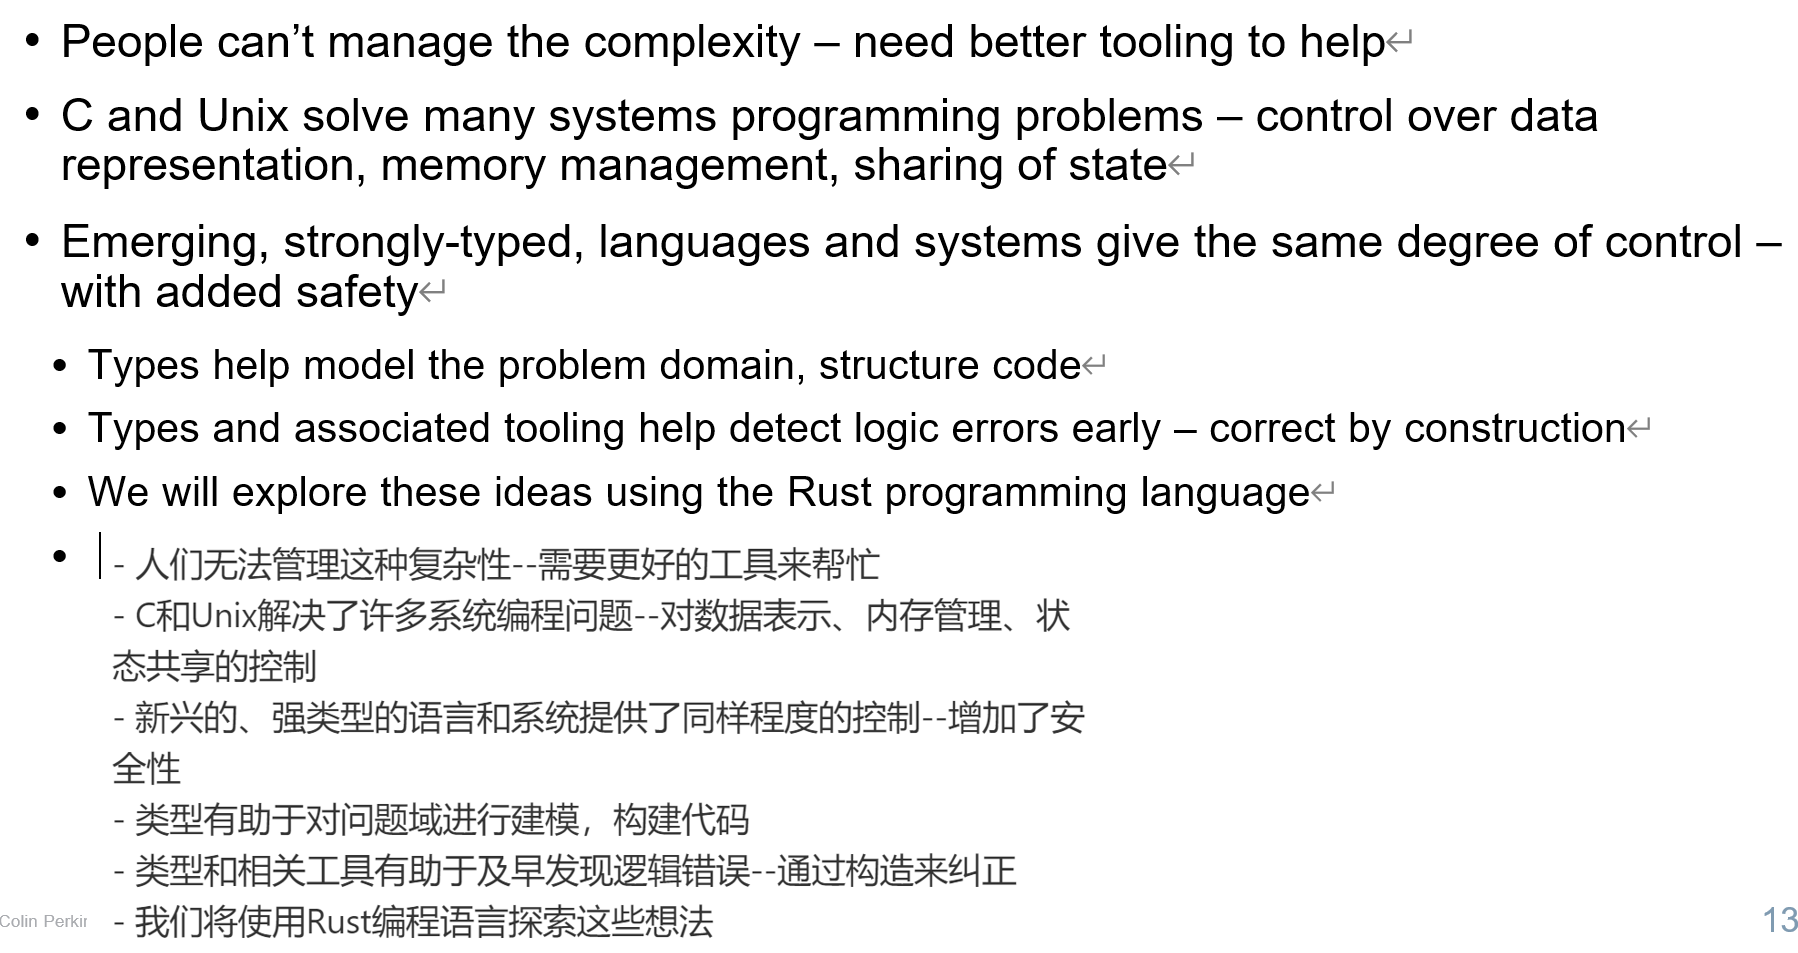 • People can’t manage the complexity – need better tooling to help↵
• C and Unix solve many systems programming problems – control over data
representation, memory management, sharing of state↵
• Emerging, strongly-typed, languages and systems give the same degree of control –
with added safety↵
• Types help model the problem domain, structure code↵
• Types and associated tooling help detect logic errors early – correct by construction↵
• We will explore these ideas using the Rust programming language↵
•
- 人们无法管理这种复杂性--需要更好的工具来帮忙
- C和Unix解决了许多系统编程问题--对数据表示、内存管理、状
态共享的控制
- 新兴的、强类型的语言和系统提供了同样程度的控制--增加了安
全性
- 类型有助于对问题域进行建模，构建代码
- 类型和相关工具有助于及早发现逻辑错误--通过构造来纠正
- 我们将使用Rust编程语言探索这些想法
Colin
13